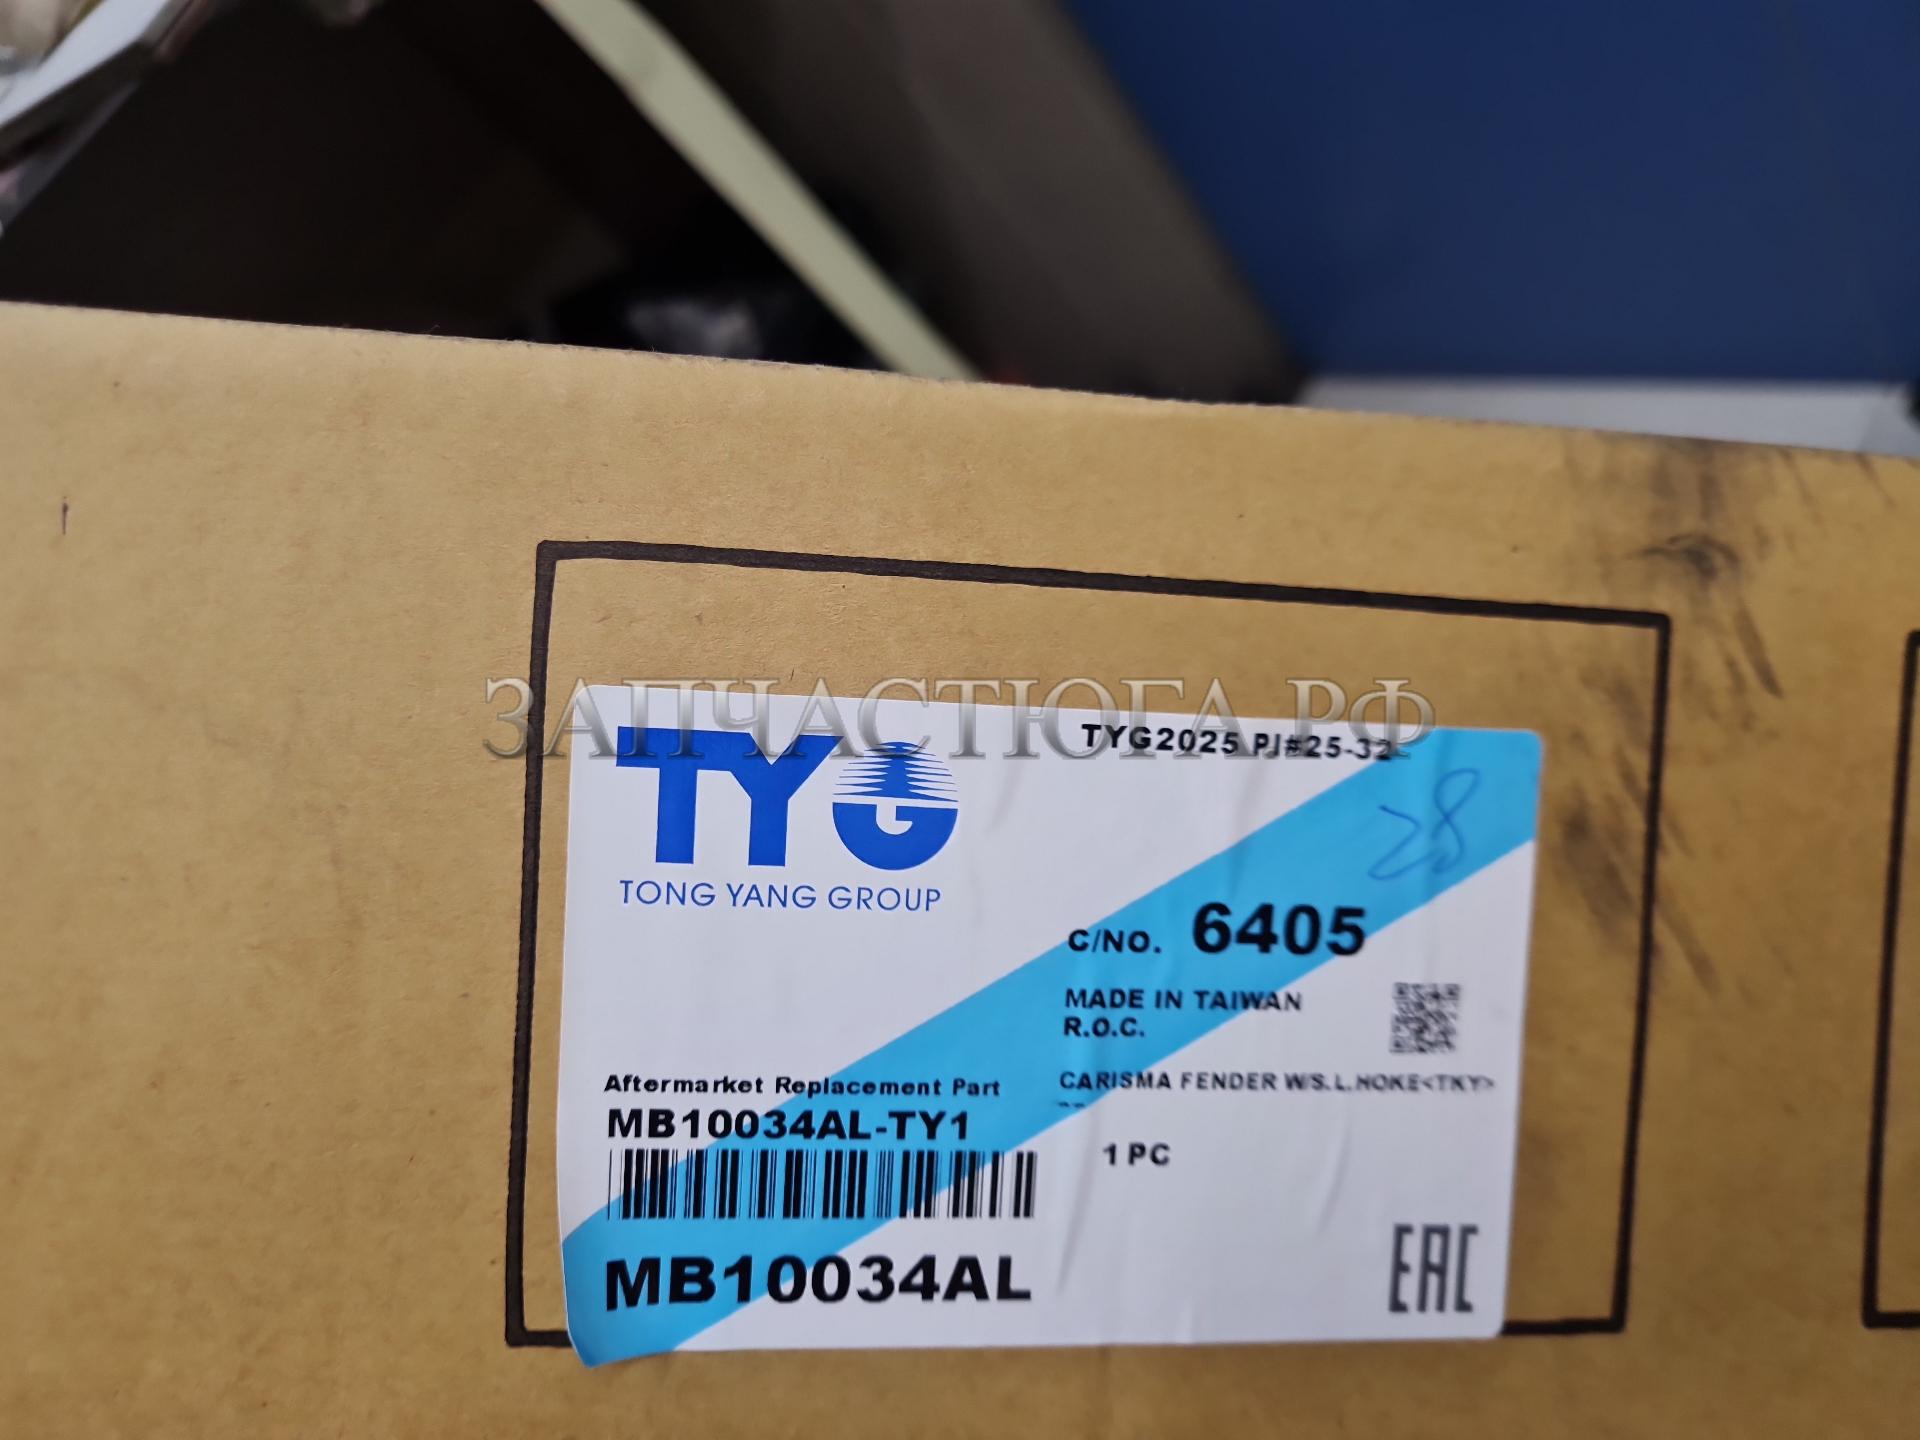 ЗАПЧАСТЮГА.РФ
TYG
TONG YANG GROUP
TYG2025 PJ#25-32
28
C/NO. 6405
MADE IN TAIWAN
R.O.C.
Aftermarket Replacement Part
CARISMA FENDER W/S.L.HOKE<TKY>
MB10034AL-TY1
1 PC
MB10034AL
EAC